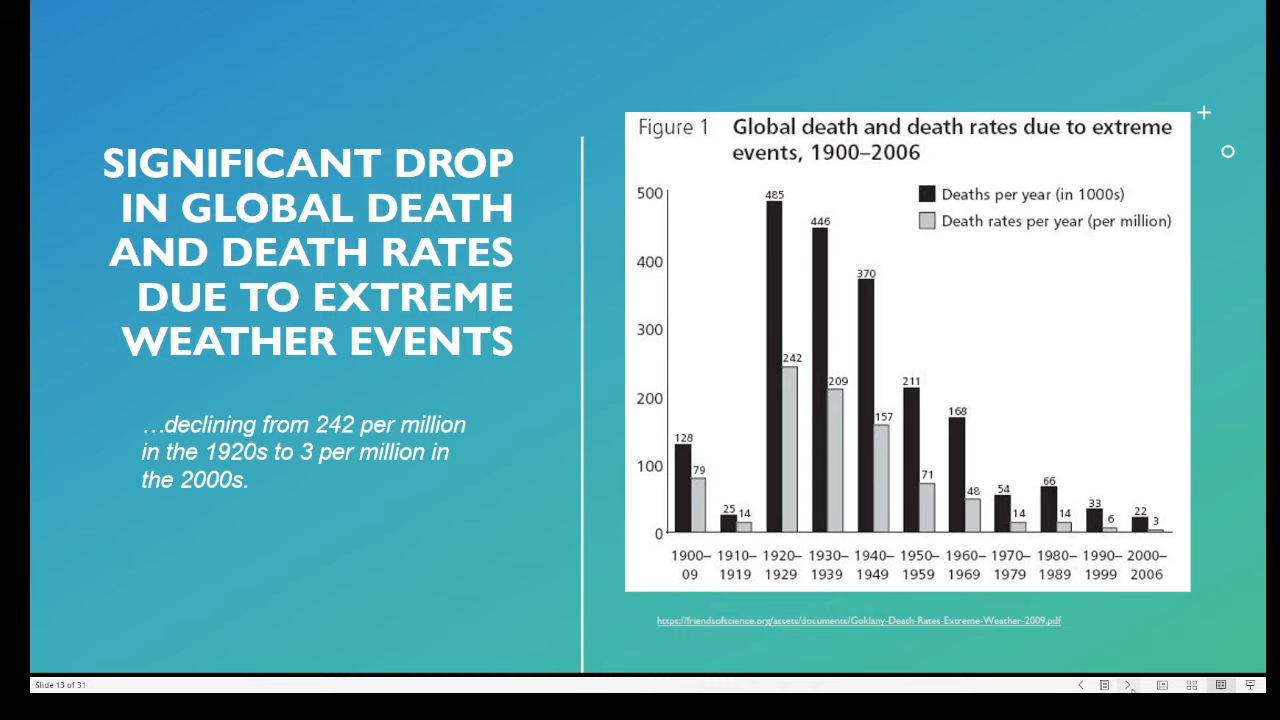 SIGNIFICANT DROP
IN GLOBAL DEATH
AND DEATH RATES
DUE TO EXTREME
WEATHER EVENTS
…declining from 242 per million
in the 1920s to 3 per million in
the 2000s.
Figure 1 Global death and death rates due to extreme
events, 1900–2006
Deaths per year (in 1000s)
Death rates per year (per million)
500
400
300
200
100
0
128 79
25 14
485 242
446 209
370 157
211 71
168 48
54 14
66 14
33 6
22 3
1900– 1910– 1920– 1930– 1940– 1950– 1960– 1970– 1980– 1990– 2000–
09 1919 1929 1939 1949 1959 1969 1979 1989 1999 2006
https://friendsofscience.org/assets/documents/Goklany-Death-Rates-Extreme-Weather-2009.pdf
Slide 13 of 31